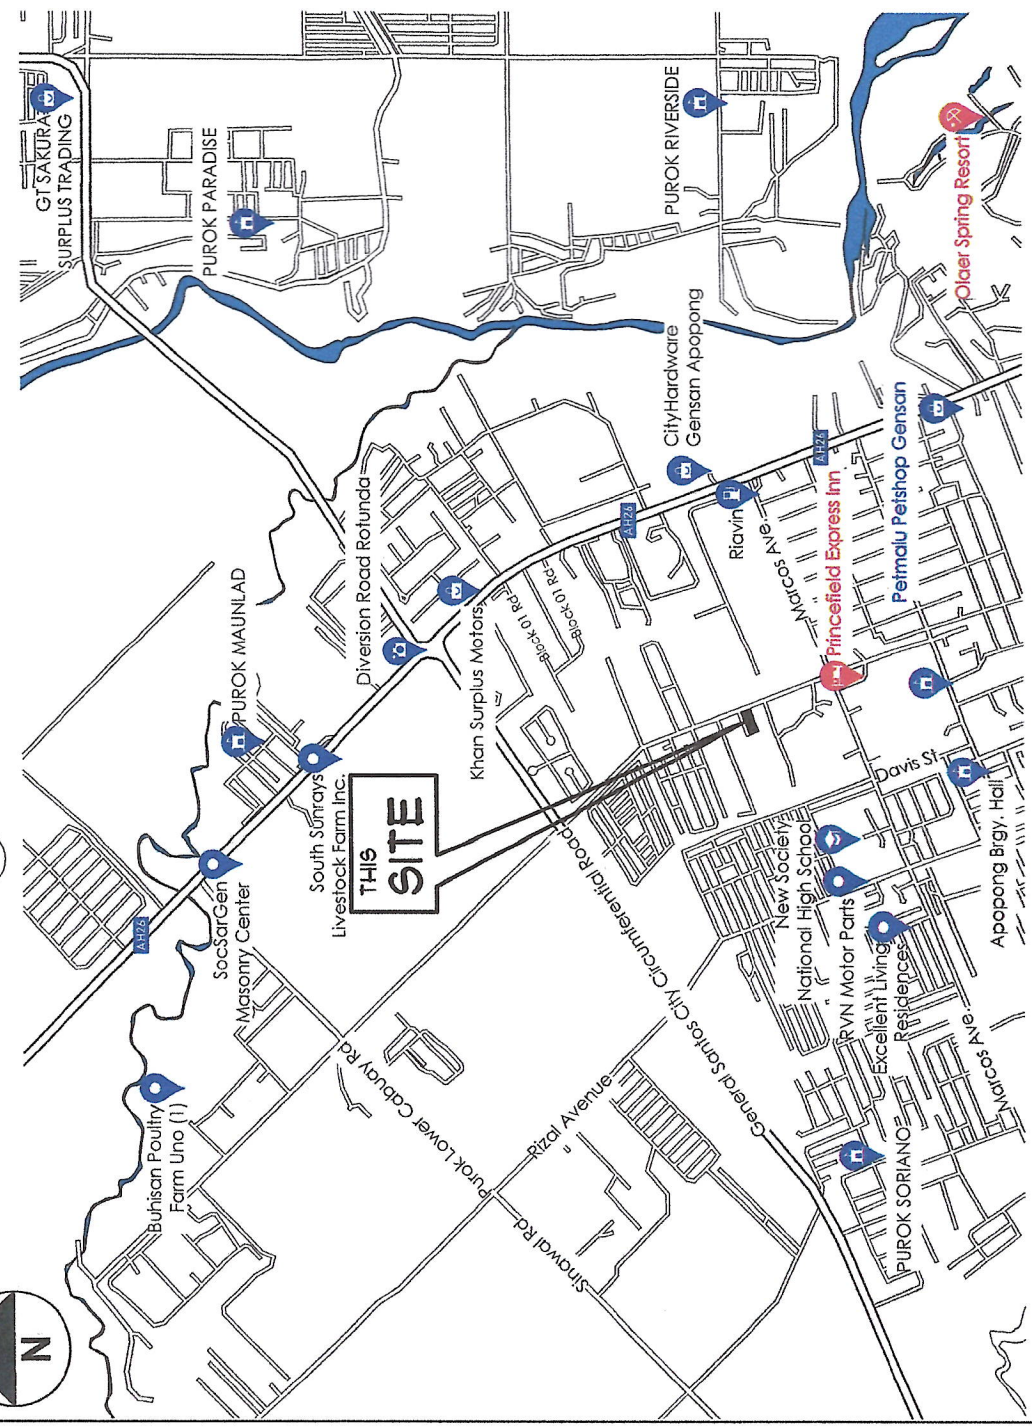 N
Buhisan Poultry
Farm Uno (1)
AH26
SocSarGen
Masonry Center
PUROK MAUNLAD
South Sunrays
Livestock Farm Inc.
THIS
SITE
GT SAKURA
SURPLUS TRADING
PUROK PARADISE
Diversion Road Rotunda
Khan Surplus Motors
Purok Lower Cabuay Rd
Rizal Avenue
Sinawal Rd
General Santos City Circumferential Road
Block 01 Rd
Block 01 Rd
AH26
CityHardware
Gensan Apopong
PUROK RIVERSIDE
Riavin
Marcos Ave.
AH26
Princefield Express Inn
Petmalu Petshop Gensan
Olaer Spring Resort
New Society
National High School
RVN Motor Parts
Excellent Living
Residences
Davis St
Apopong Brgy. Hall
Marcos Ave.
PUROK SORIANO